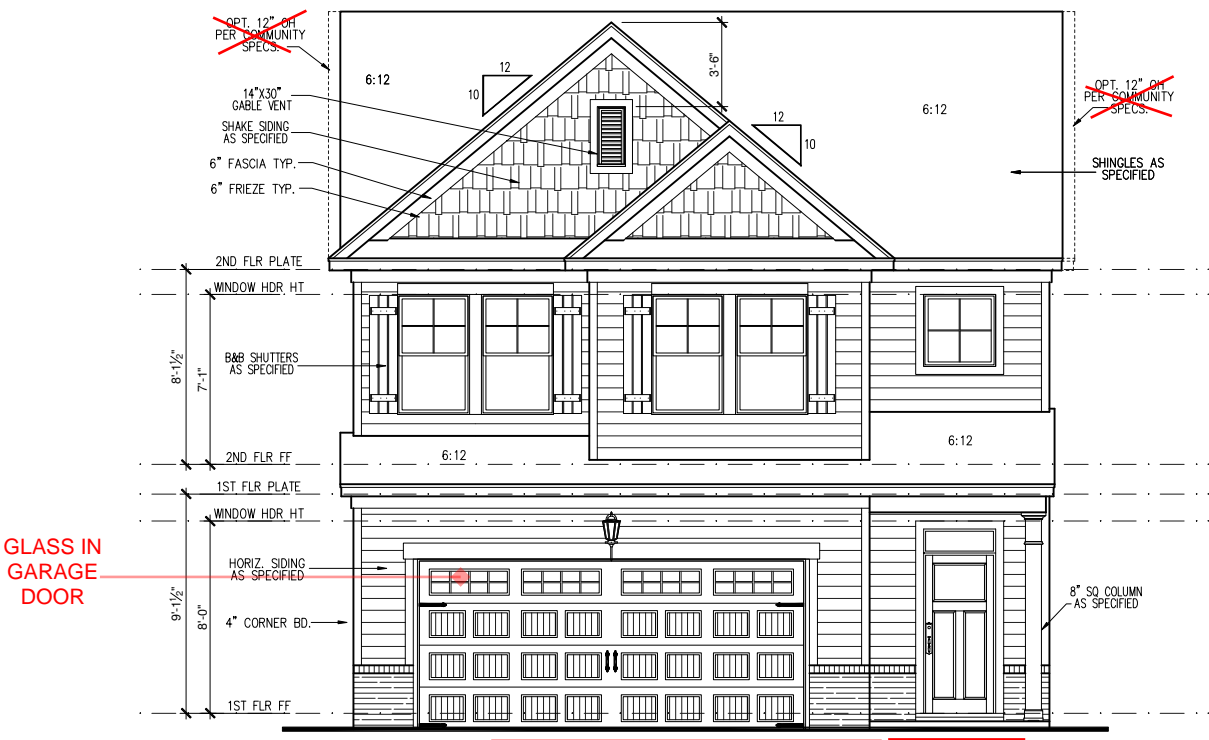 OPT. 12" OH
PER COMMUNITY
SPECS.
6:12
12
10
14"X30"
GABLE VENT
SHAKE SIDING
AS SPECIFIED
6" FASCIA TYP.
6" FRIEZE TYP.
3'-6"
12
10
6:12
OPT. 12" OH
PER COMMUNITY
SPECS.
SHINGLES AS
SPECIFIED
2ND FLR PLATE
WINDOW HDR HT
8'-1½"
7'-1"
B&B SHUTTERS
AS SPECIFIED
2ND FLR FF
6:12
6:12
1ST FLR PLATE
WINDOW HDR HT
GLASS IN
GARAGE
DOOR
HORIZ. SIDING
AS SPECIFIED
9'-1½"
8'-0"
4" CORNER BD.
8" SQ COLUMN
AS SPECIFIED
1ST FLR FF